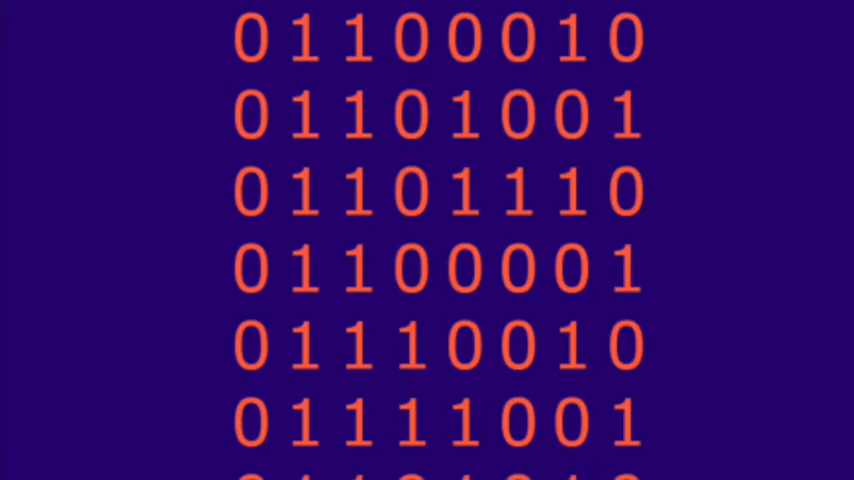 0 1 1 0 0 0 1 0
0 1 1 0 1 0 0 1
0 1 1 0 1 1 1 0
0 1 1 0 0 0 0 1
0 1 1 1 0 0 1 0
0 1 1 1 1 0 0 1